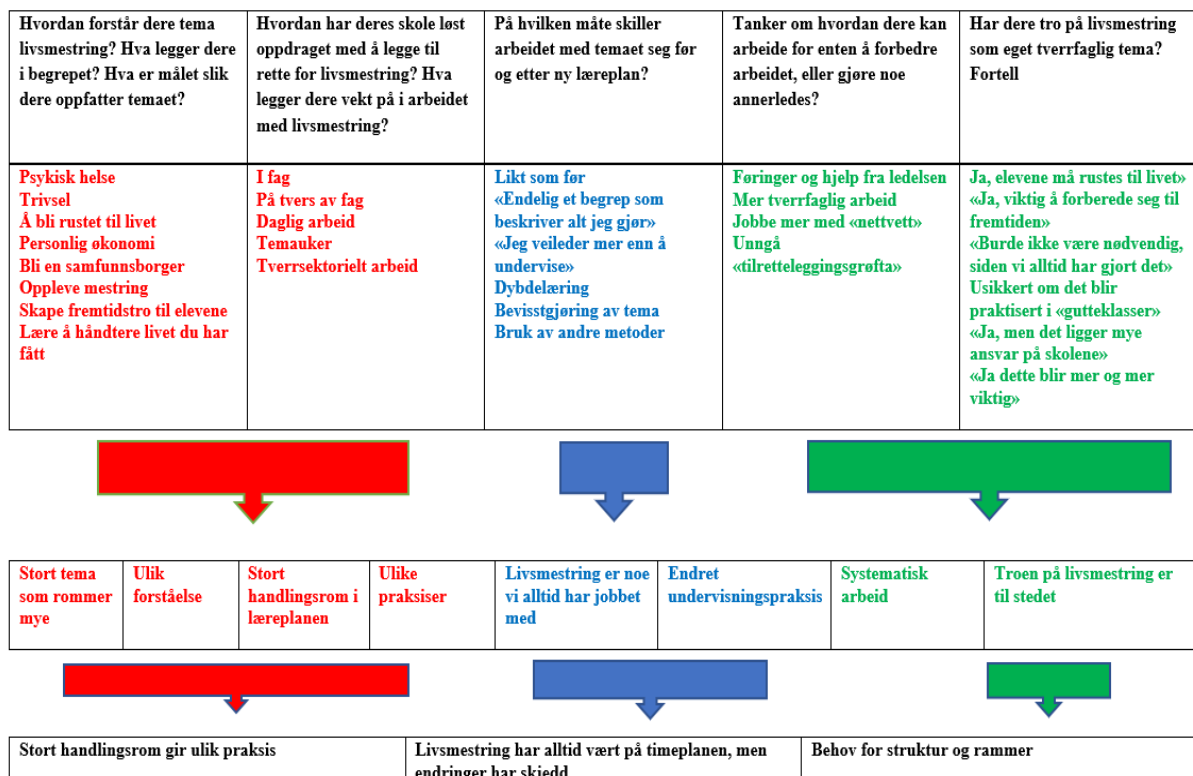 Hvordan forstår dere tema
livsmestring? Hva legger dere
i begrepet? Hva er målet slik
dere oppfatter temaet?
Hvordan har deres skole løst
oppdraget med å legge til
rette for livsmestring? Hva
legger dere vekt på i arbeidet
med livsmestring?
På hvilken måte skiller
arbeidet med temaet seg før
og etter ny læreplan?
Tanker om hvordan dere kan
arbeide for enten å forbedre
arbeidet, eller gjøre noe
annerledes?
Har dere tro på livsmestring
som eget tverrfaglig tema?
Fortell
Psykisk helse
Trivsel
Å bli rustet til livet
Personlig økonomi
Bli en samfunnsborger
Oppleve mestring
Skape fremtidstro til elevene
Lære å håndtere livet du har
fått
I fag
På tvers av fag
Daglig arbeid
Temauker
Tverrsektorielt arbeid
Likt som før
«Endelig et begrep som
beskriver alt jeg gjør»
«Jeg veileder mer enn å
undervise»
Dybdelæring
Bevisstgjøring av tema
Bruk av andre metoder
Føringer og hjelp fra ledelsen
Mer tverrfaglig arbeid
Jobbe mer med «nettvett»
Unngå
«tilretteleggingsgrøfta»
Ja, elevene må rustes til livet»
«Ja, viktig å forberede seg til
fremtiden»
«Burde ikke være nødvendig,
siden vi alltid har gjort det»
Usikkert om det blir
praktisert i «gutteklasser»
«Ja, men det ligger mye
ansvar på skolene»
«Ja dette blir mer og mer
viktig»
Stort tema
som rommer
mye
Ulik
forståelse
Stort
handlingsrom i
læreplanen
Ulike
praksiser
Livsmestring er noe
vi alltid har jobbet
med
Endret
undervisningspraksis
Systematisk
arbeid
Troen på livsmestring er
til stedet
Stort handlingsrom gir ulik praksis
Livsmestring har alltid vært på timeplanen, men
endringer har skjedd
Behov for struktur og rammer